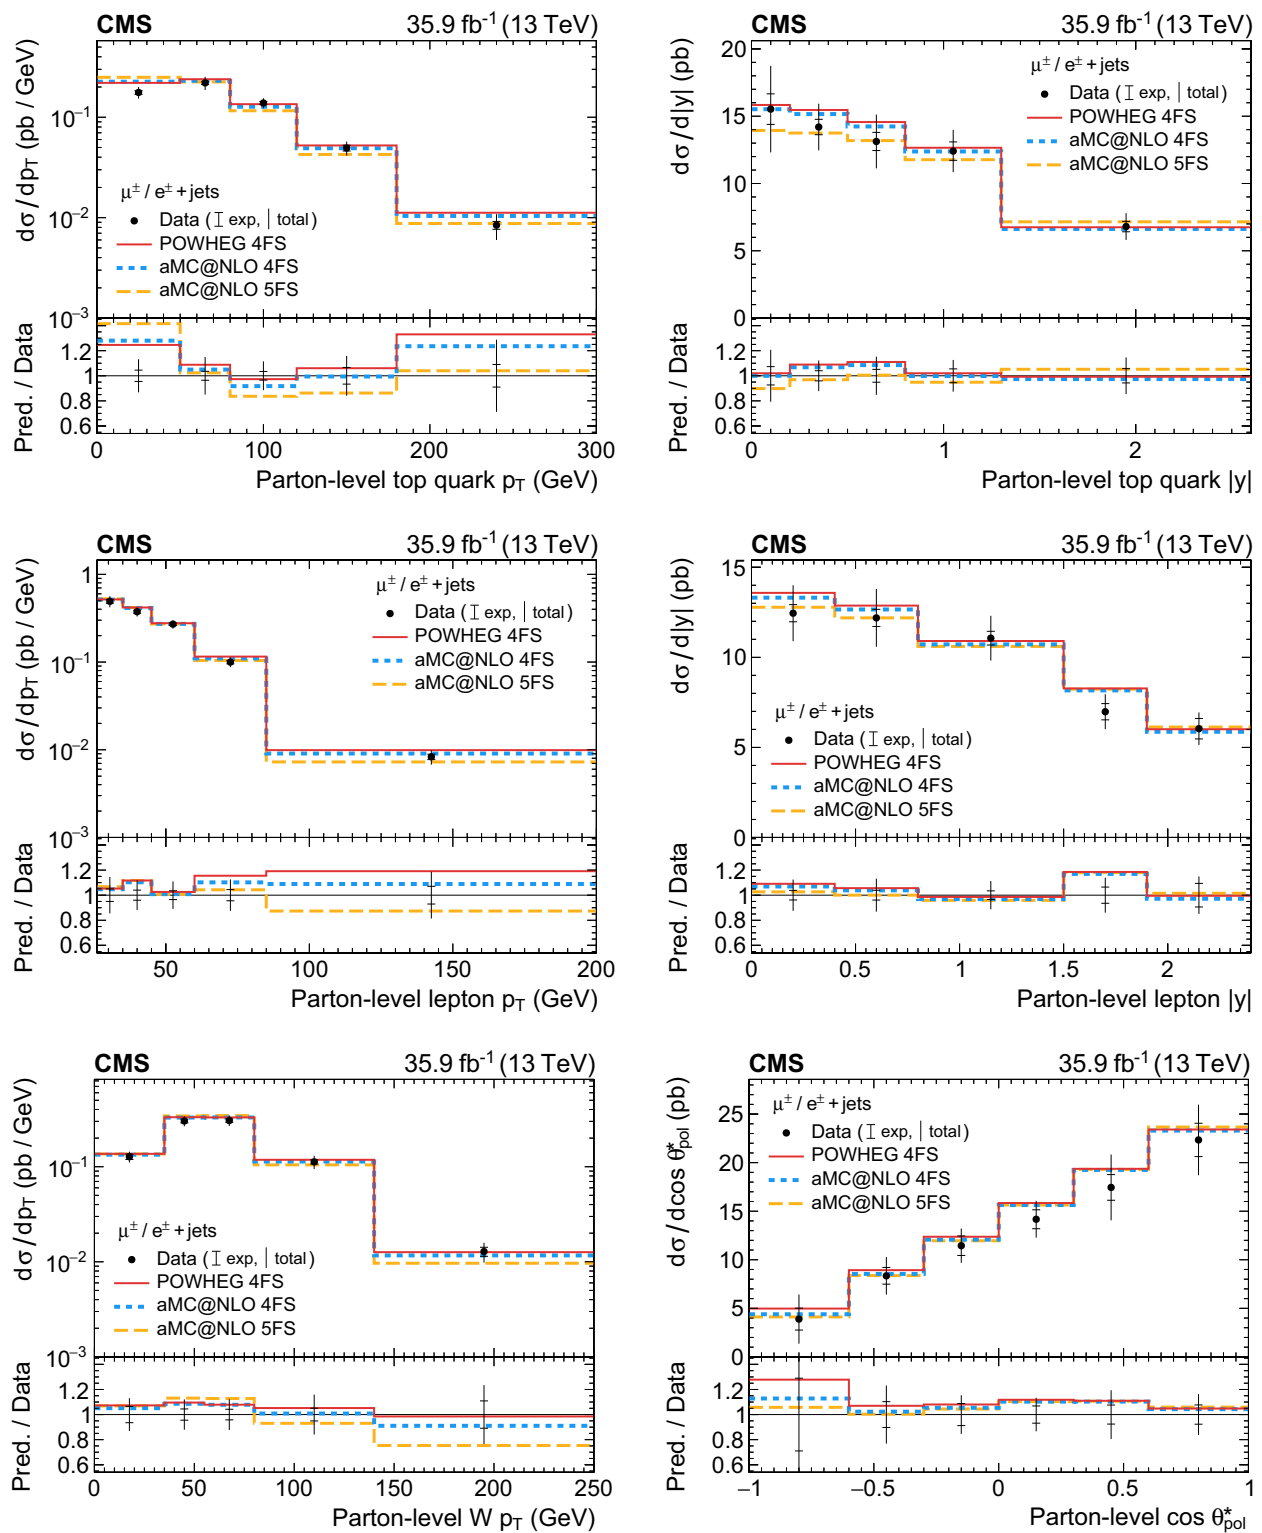 CMS 35.9 fb⁻¹ (13 TeV)
dσ/dp_T (pb / GeV)
10⁻¹
10⁻²
10⁻³
μ± / e± + jets
Data (⌶ exp, | total)
POWHEG 4FS
aMC@NLO 4FS
aMC@NLO 5FS
Pred. / Data
1.2
1
0.8
0.6
0 100 200 300
Parton-level top quark p_T (GeV)
CMS 35.9 fb⁻¹ (13 TeV)
dσ/d|y| (pb)
20
15
10
5
0
μ± / e± + jets
Data (⌶ exp, | total)
POWHEG 4FS
aMC@NLO 4FS
aMC@NLO 5FS
Pred. / Data
1.2
1
0.8
0.6
0 1 2
Parton-level top quark |y|
CMS 35.9 fb⁻¹ (13 TeV)
dσ/dp_T (pb / GeV)
1
10⁻¹
10⁻²
10⁻³
μ± / e± + jets
Data (⌶ exp, | total)
POWHEG 4FS
aMC@NLO 4FS
aMC@NLO 5FS
Pred. / Data
1.2
1
0.8
0.6
50 100 150 200
Parton-level lepton p_T (GeV)
CMS 35.9 fb⁻¹ (13 TeV)
dσ/d|y| (pb)
15
10
5
0
μ± / e± + jets
Data (⌶ exp, | total)
POWHEG 4FS
aMC@NLO 4FS
aMC@NLO 5FS
Pred. / Data
1.2
1
0.8
0.6
0 0.5 1 1.5 2
Parton-level lepton |y|
CMS 35.9 fb⁻¹ (13 TeV)
dσ/dp_T (pb / GeV)
10⁻¹
10⁻²
10⁻³
μ± / e± + jets
Data (⌶ exp, | total)
POWHEG 4FS
aMC@NLO 4FS
aMC@NLO 5FS
Pred. / Data
1.2
1
0.8
0.6
0 50 100 150 200 250
Parton-level W p_T (GeV)
CMS 35.9 fb⁻¹ (13 TeV)
dσ/dcos θ*_pol (pb)
25
20
15
10
5
0
μ± / e± + jets
Data (⌶ exp, | total)
POWHEG 4FS
aMC@NLO 4FS
aMC@NLO 5FS
Pred. / Data
1.2
1
0.8
0.6
−1 −0.5 0 0.5 1
Parton-level cos θ*_pol